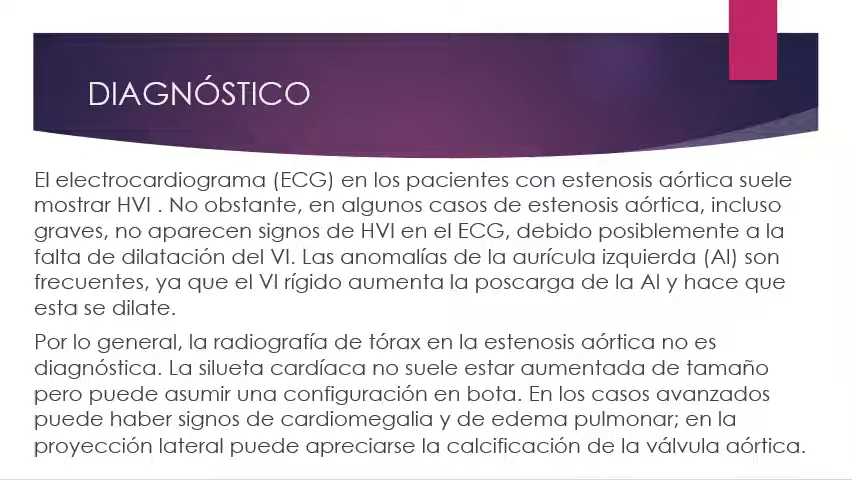 DIAGNÓSTICO
El electrocardiograma (ECG) en los pacientes con estenosis aórtica suele
mostrar HVI . No obstante, en algunos casos de estenosis aórtica, incluso
graves, no aparecen signos de HVI en el ECG, debido posiblemente a la
falta de dilatación del VI. Las anomalías de la aurícula izquierda (AI) son
frecuentes, ya que el VI rígido aumenta la poscarga de la AI y hace que
esta se dilate.
Por lo general, la radiografía de tórax en la estenosis aórtica no es
diagnóstica. La silueta cardíaca no suele estar aumentada de tamaño
pero puede asumir una configuración en bota. En los casos avanzados
puede haber signos de cardiomegalia y de edema pulmonar; en la
proyección lateral puede apreciarse la calcificación de la válvula aórtica.